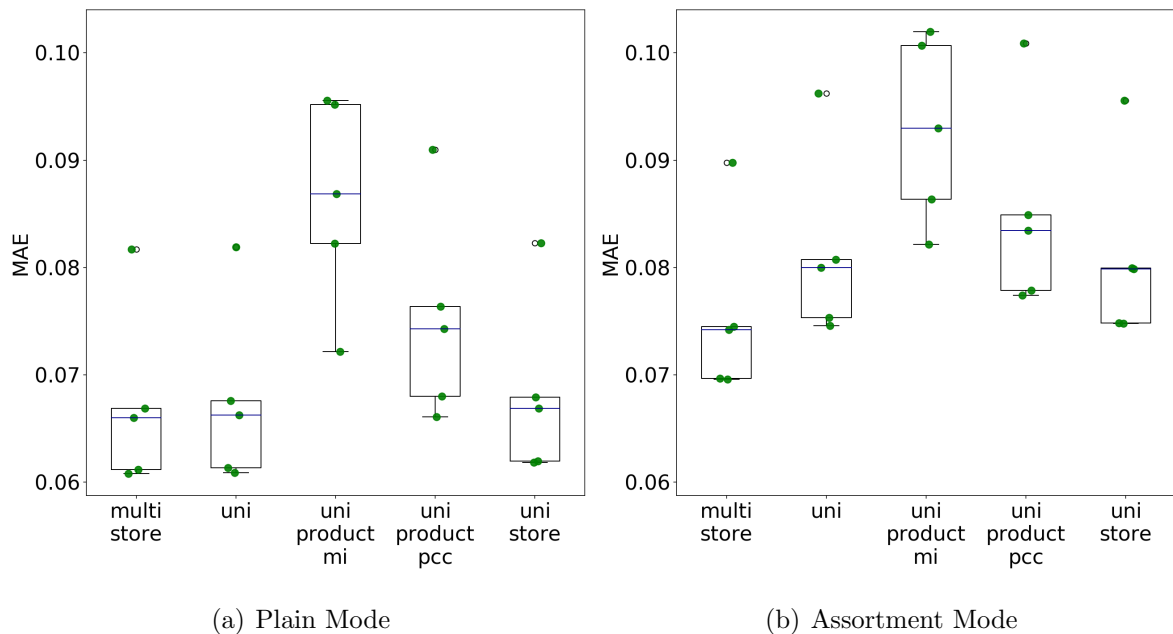 0.10
0.09
0.08
0.07
0.06
MAE
multi
store
uni
uni
product
mi
uni
product
pcc
uni
store
(a) Plain Mode
0.10
0.09
0.08
0.07
0.06
MAE
multi
store
uni
uni
product
mi
uni
product
pcc
uni
store
(b) Assortment Mode